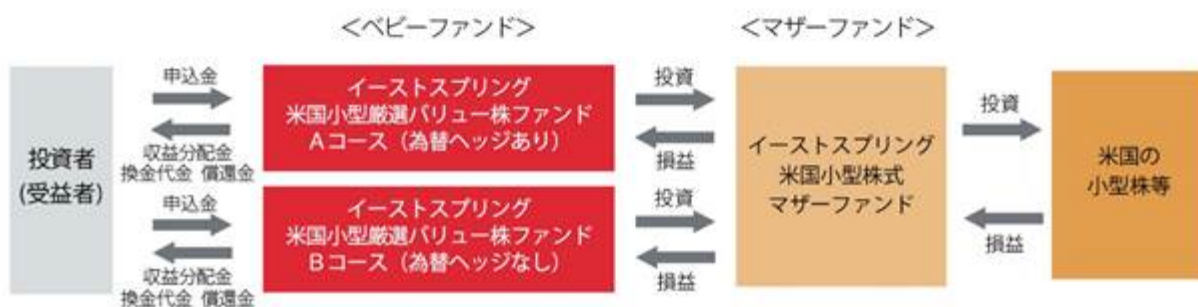 ＜ベビーファンド＞
＜マザーファンド＞
投資者
(受益者)
申込金
収益分配金
換金代金 償還金
申込金
収益分配金
換金代金 償還金
イーストスプリング
米国小型厳選バリュー株ファンド
Aコース（為替ヘッジあり）
イーストスプリング
米国小型厳選バリュー株ファンド
Bコース（為替ヘッジなし）
投資
損益
投資
損益
イーストスプリング
米国小型株式
マザーファンド
投資
損益
米国の
小型株等